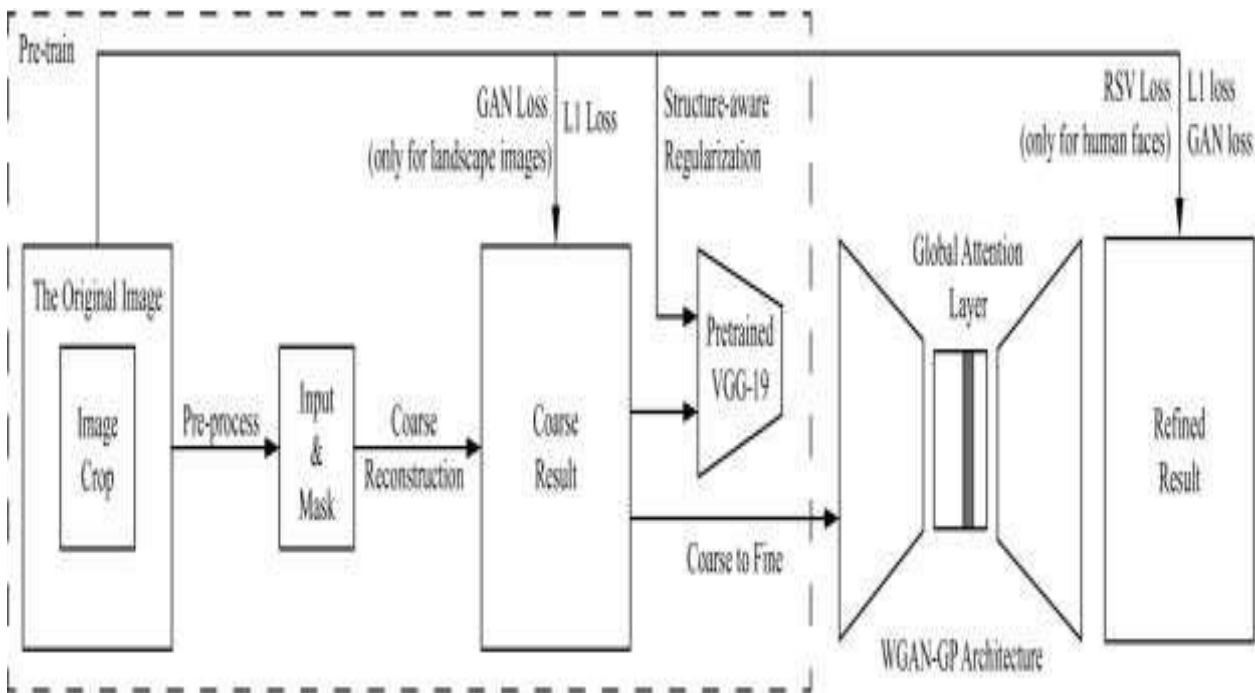 Pre-train
GAN Loss
(only for landscape images)
L1 Loss
Structure-aware
Regularization
RSV Loss
(only for human faces)
L1 loss
GAN loss
The Original Image
Image
Crop
Pre-process
Input
&
Mask
Coarse
Reconstruction
Coarse
Result
Pretrained
VGG-19
Coarse to Fine
Global Attention
Layer
WGAN-GP Architecture
Refined
Result